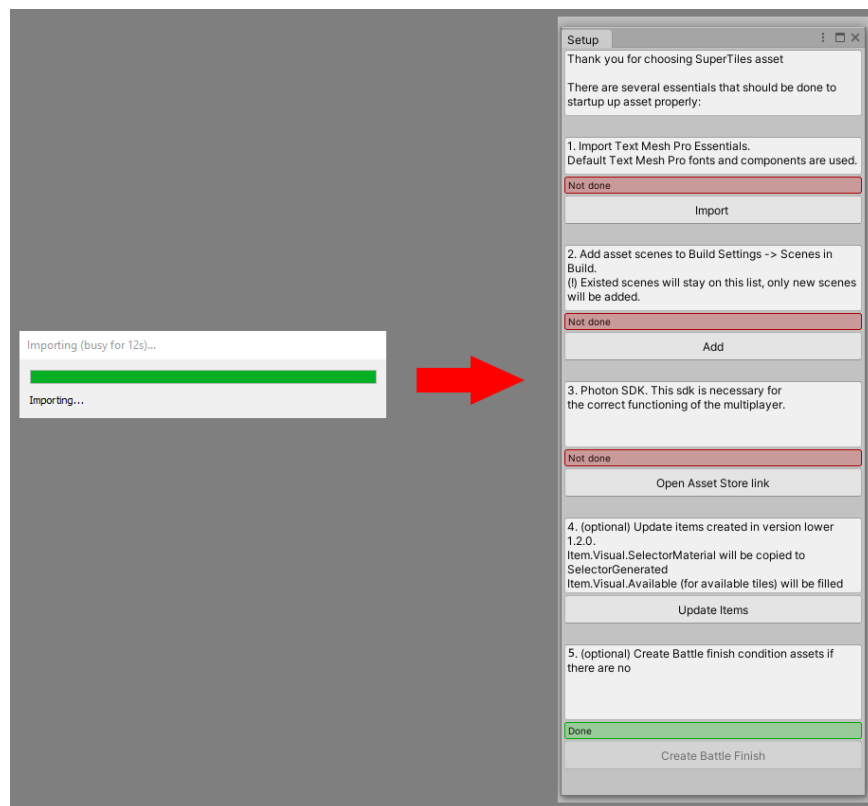 Importing (busy for 12s)...
Importing...
Setup
Thank you for choosing SuperTiles asset
There are several essentials that should be done to
startup up asset properly:
1. Import Text Mesh Pro Essentials.
Default Text Mesh Pro fonts and components are used.
Not done
Import
2. Add asset scenes to Build Settings -> Scenes in
Build.
(!) Existed scenes will stay on this list, only new scenes
will be added.
Not done
Add
3. Photon SDK. This sdk is necessary for
the correct functioning of the multiplayer.
Not done
Open Asset Store link
4. (optional) Update items created in version lower
1.2.0.
Item.Visual.SelectorMaterial will be copied to
SelectorGenerated
Item.Visual.Available (for available tiles) will be filled
Update Items
5. (optional) Create Battle finish condition assets if
there are no
Done
Create Battle Finish